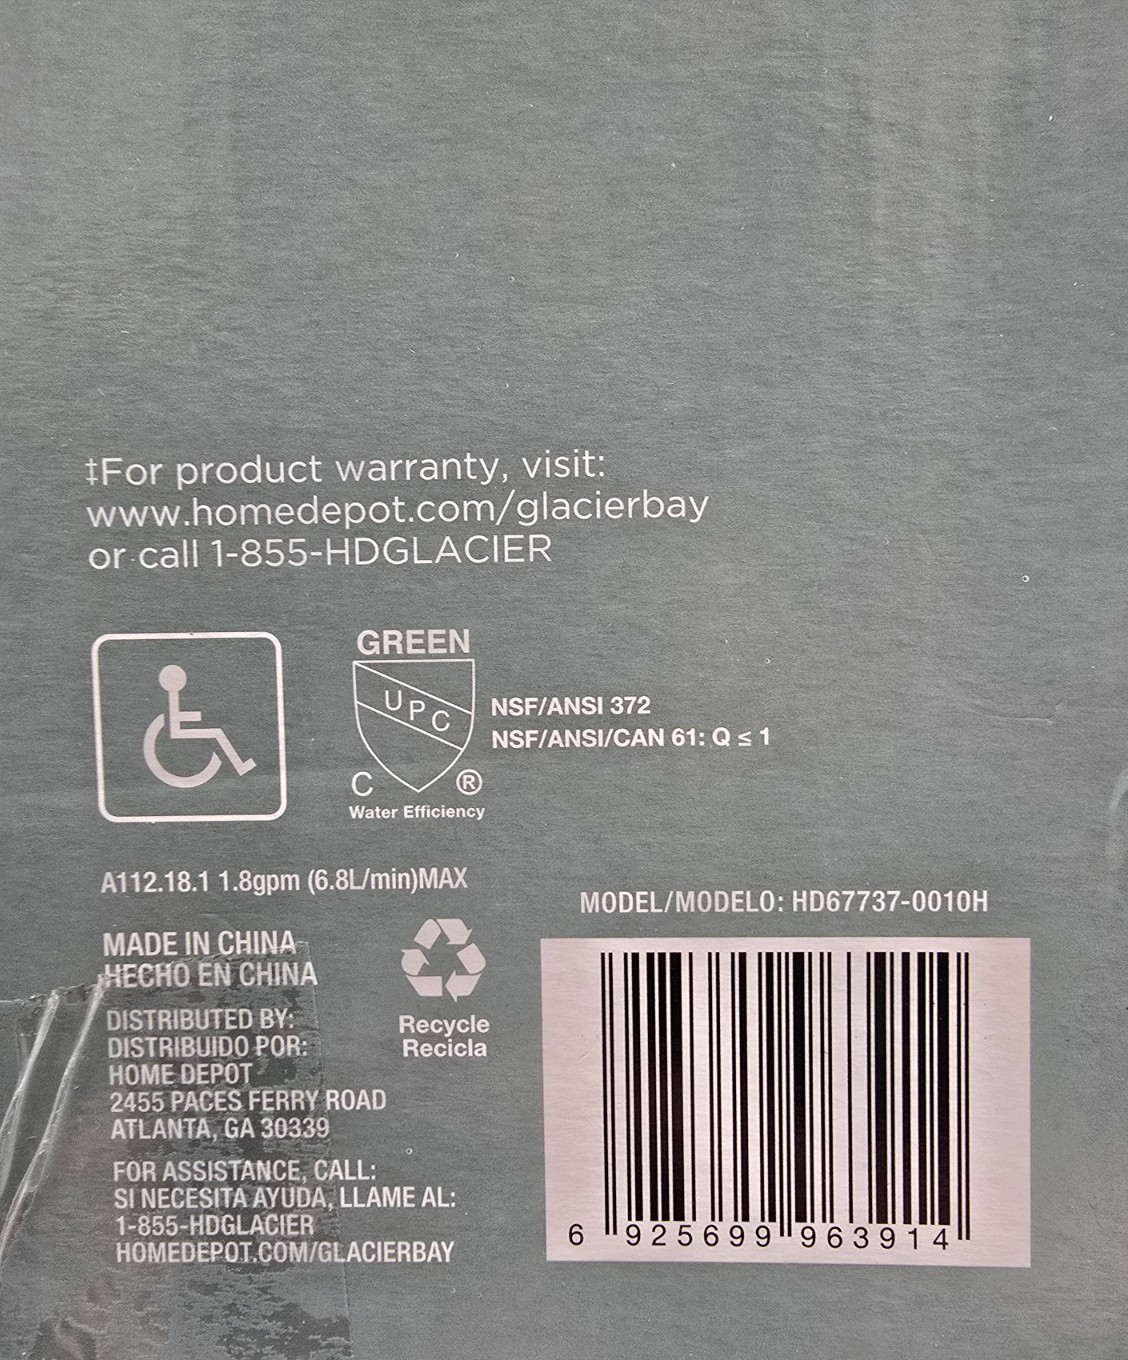 ‡For product warranty, visit:
www.homedepot.com/glacierbay
or call 1-855-HDGLACIER
GREEN
UPC
C ®
Water Efficiency
NSF/ANSI 372
NSF/ANSI/CAN 61: Q ≤ 1
A112.18.1 1.8gpm (6.8L/min)MAX
MADE IN CHINA
HECHO EN CHINA
Recycle
Recicla
DISTRIBUTED BY:
DISTRIBUIDO POR:
HOME DEPOT
2455 PACES FERRY ROAD
ATLANTA, GA 30339
FOR ASSISTANCE, CALL:
SI NECESITA AYUDA, LLAME AL:
1-855-HDGLACIER
HOMEDEPOT.COM/GLACIERBAY
MODEL/MODELO: HD67737-0010H
6 925699 963914